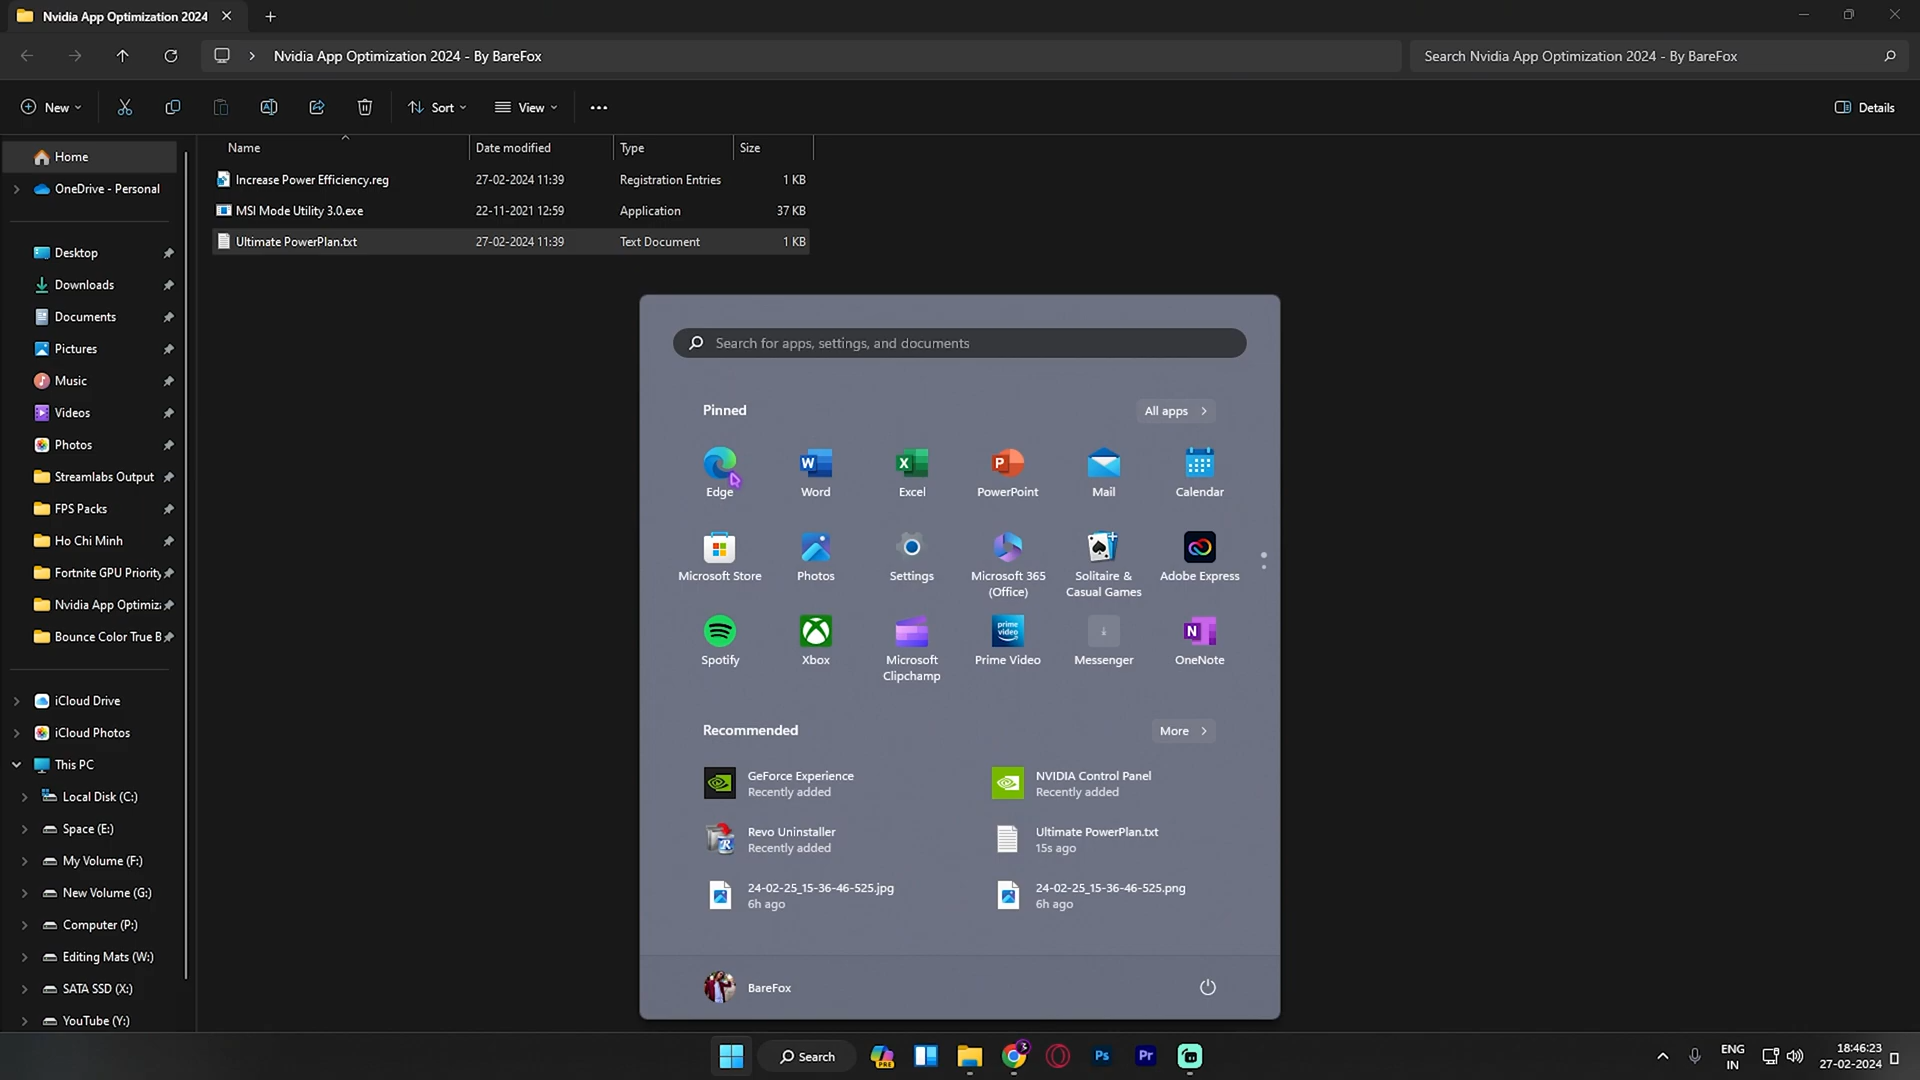 Nvidia App Optimization 2024
Nvidia App Optimization 2024 - By BareFox
Search Nvidia App Optimization 2024 - By BareFox
New
Sort
View
Details
Name
Date modified
Type
Size
Increase Power Efficiency.reg
27-02-2024 11:39
Registration Entries
1 KB
MSI Mode Utility 3.0.exe
22-11-2021 12:59
Application
37 KB
Ultimate PowerPlan.txt
27-02-2024 11:39
Text Document
1 KB
Home
OneDrive - Personal
Desktop
Downloads
Documents
Pictures
Music
Videos
Photos
Streamlabs Output
FPS Packs
Ho Chi Minh
Fortnite GPU Priority
Nvidia App Optimiz
Bounce Color True B
iCloud Drive
iCloud Photos
This PC
Local Disk (C:)
Space (E:)
My Volume (F:)
New Volume (G:)
Computer (P:)
Editing Mats (W:)
SATA SSD (X:)
YouTube (Y:)
Search for apps, settings, and documents
Pinned
All apps
Edge
Word
Excel
PowerPoint
Mail
Calendar
Microsoft Store
Photos
Settings
Microsoft 365
(Office)
Solitaire &
Casual Games
Adobe Express
Spotify
Xbox
Microsoft
Clipchamp
prime
video
Prime Video
Messenger
OneNote
Recommended
More
GeForce Experience
Recently added
NVIDIA Control Panel
Recently added
Revo Uninstaller
Recently added
Ultimate PowerPlan.txt
15s ago
24-02-25_15-36-46-525.jpg
6h ago
24-02-25_15-36-46-525.png
6h ago
BareFox
Search
PRE
3
Ps
Pr
ENG
IN
18:46:23
27-02-2024